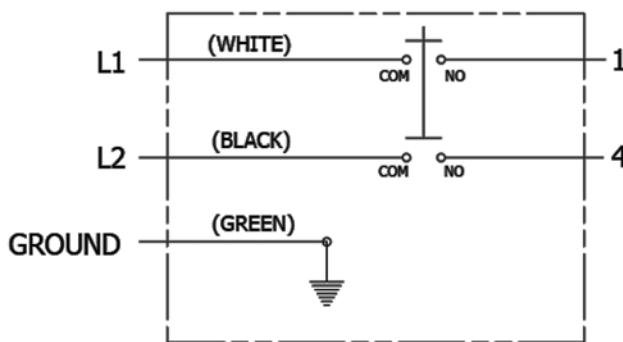 L1 (WHITE) COM NO 1
L2 (BLACK) COM NO 4
GROUND (GREEN)